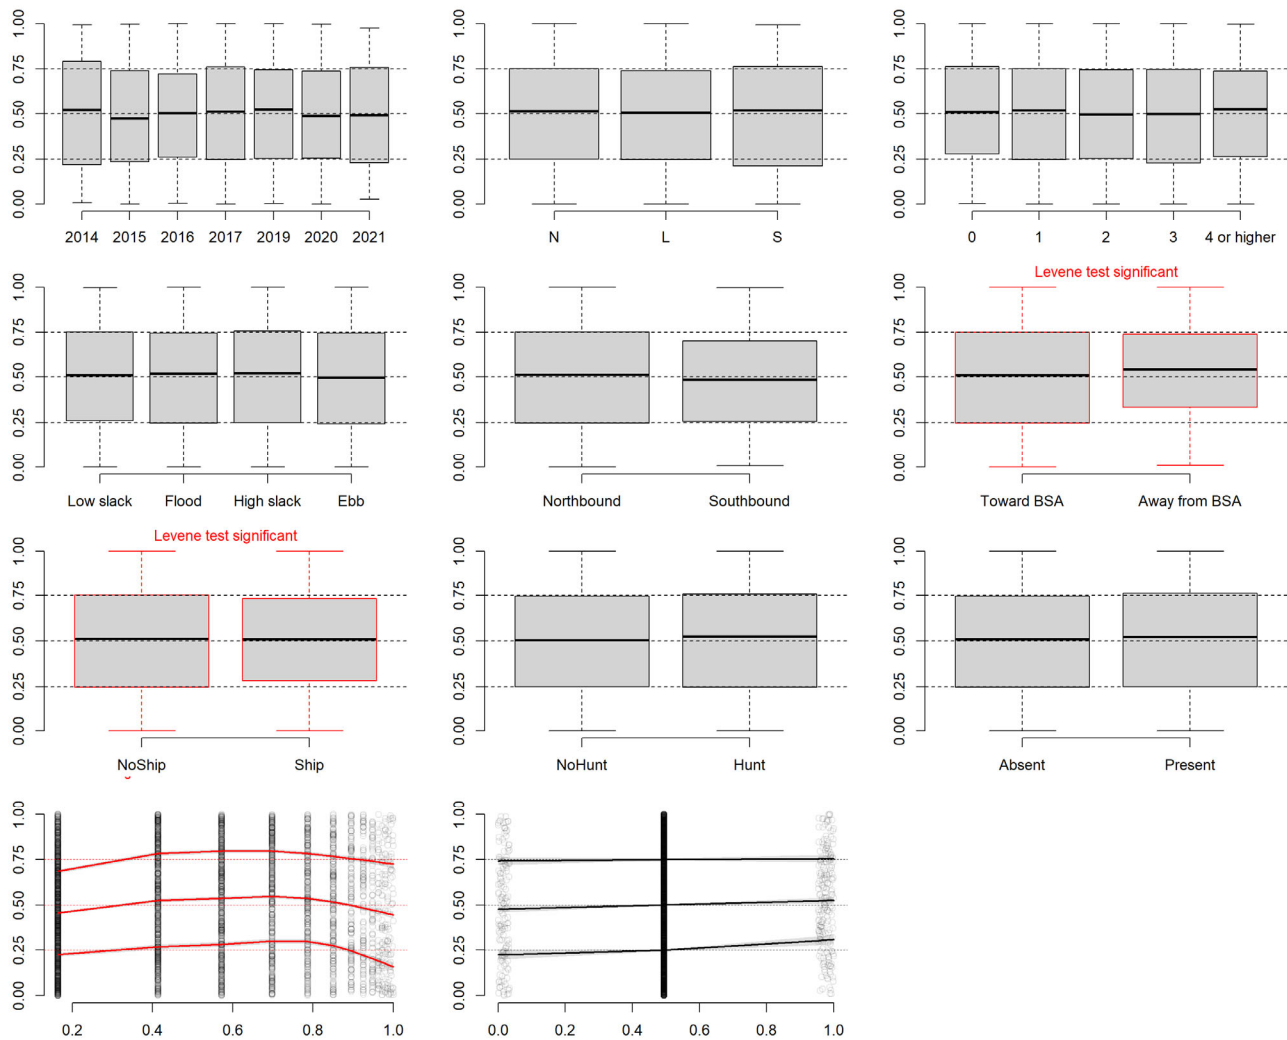 0.00 0.25 0.50 0.75 1.00
2014 2015 2016 2017 2019 2020 2021
0.00 0.25 0.50 0.75 1.00
N L S
0.00 0.25 0.50 0.75 1.00
0 1 2 3 4 or higher
0.00 0.25 0.50 0.75 1.00
Low slack Flood High slack Ebb
0.00 0.25 0.50 0.75 1.00
Northbound Southbound
Levene test significant
0.00 0.25 0.50 0.75 1.00
Toward BSA Away from BSA
Levene test significant
0.00 0.25 0.50 0.75 1.00
NoShip Ship
0.00 0.25 0.50 0.75 1.00
NoHunt Hunt
0.00 0.25 0.50 0.75 1.00
Absent Present
0.00 0.25 0.50 0.75 1.00
0.2 0.4 0.6 0.8 1.0
0.00 0.25 0.50 0.75 1.00
0.0 0.2 0.4 0.6 0.8 1.0